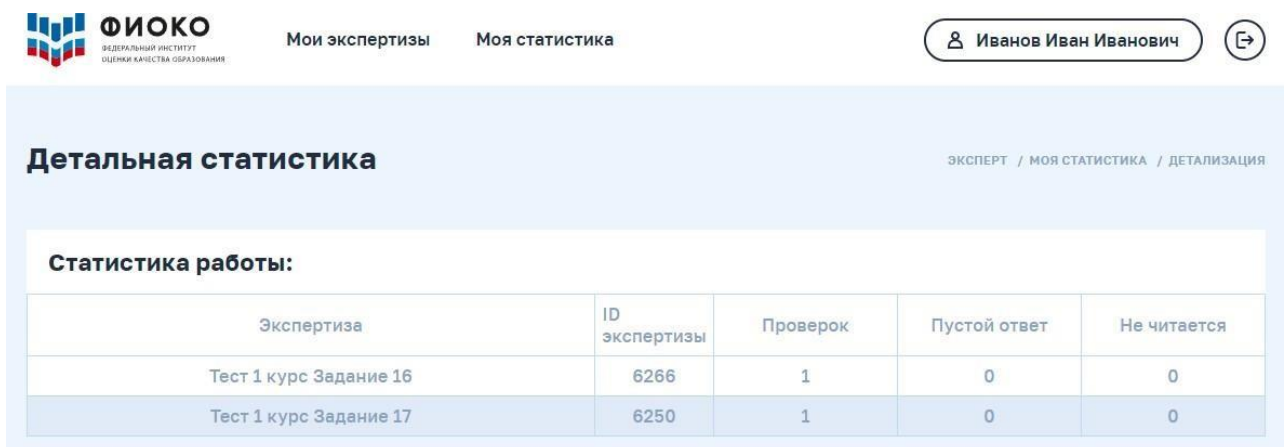 ФИОКО
ФЕДЕРАЛЬНЫЙ ИНСТИТУТ
ОЦЕНКИ КАЧЕСТВА ОБРАЗОВАНИЯ
Мои экспертизы Моя статистика Иванов Иван Иванович
Детальная статистика
ЭКСПЕРТ / МОЯ СТАТИСТИКА / ДЕТАЛИЗАЦИЯ
Статистика работы:
Экспертиза ID экспертизы Проверок Пустой ответ Не читается
Тест 1 курс Задание 16 6266 1 0 0
Тест 1 курс Задание 17 6250 1 0 0